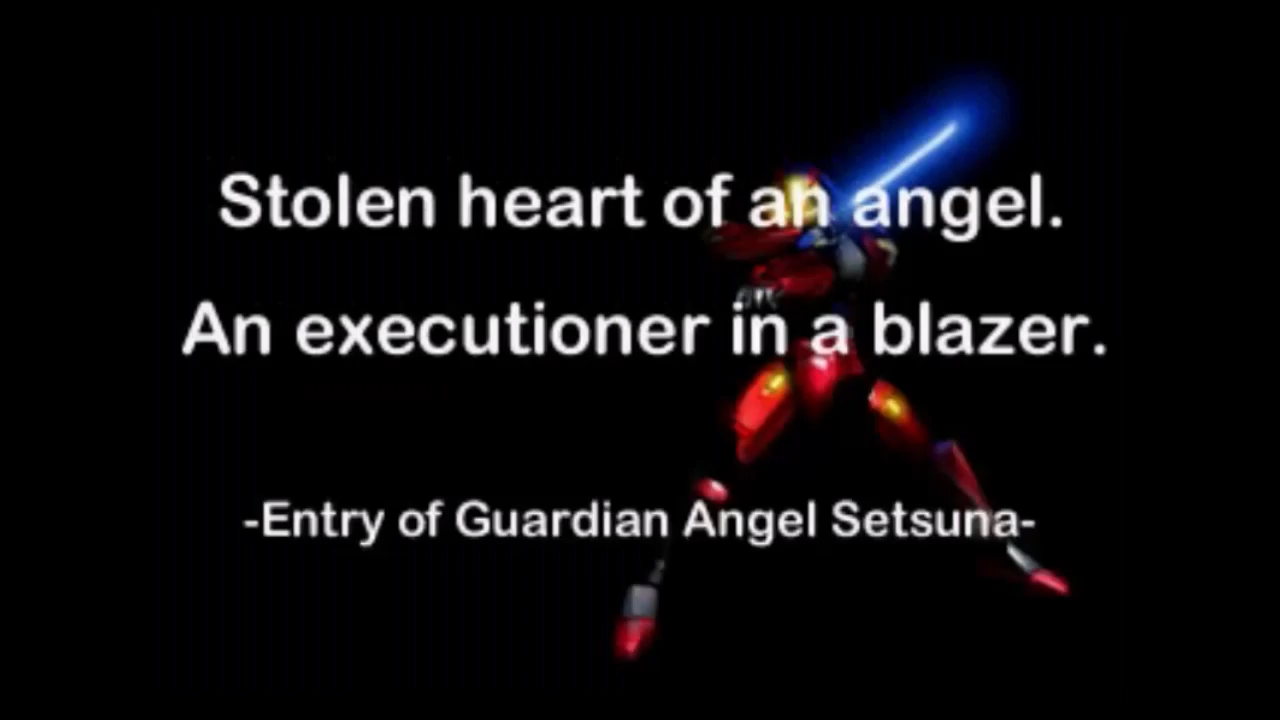 Stolen heart of an angel.
An executioner in a blazer.
-Entry of Guardian Angel Setsuna-